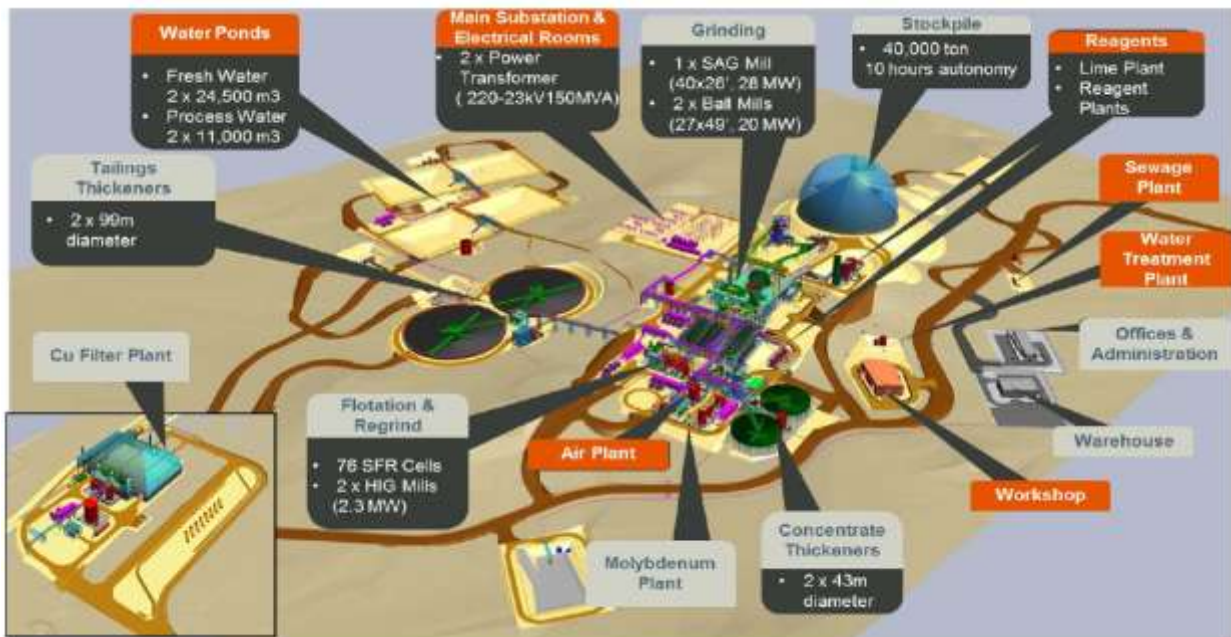 Water Ponds
• Fresh Water
2 x 24,500 m3
• Process Water
2 x 11,000 m3
Main Substation &
Electrical Rooms
• 2 x Power
Transformer
( 220-23kV150MVA)
Grinding
• 1 x SAG Mill
(40x26', 28 MW)
• 2 x Ball Mills
(27x49', 20 MW)
Stockpile
• 40,000 ton
10 hours autonomy
Reagents
• Lime Plant
• Reagent
Plants
Tailings
Thickeners
• 2 x 99m
diameter
Sewage
Plant
Water
Treatment
Plant
Offices &
Administration
Cu Filter Plant
Flotation &
Regrind
• 76 SFR Cells
• 2 x HIG Mills
(2.3 MW)
Air Plant
Warehouse
Workshop
Molybdenum
Plant
Concentrate
Thickeners
• 2 x 43m
diameter